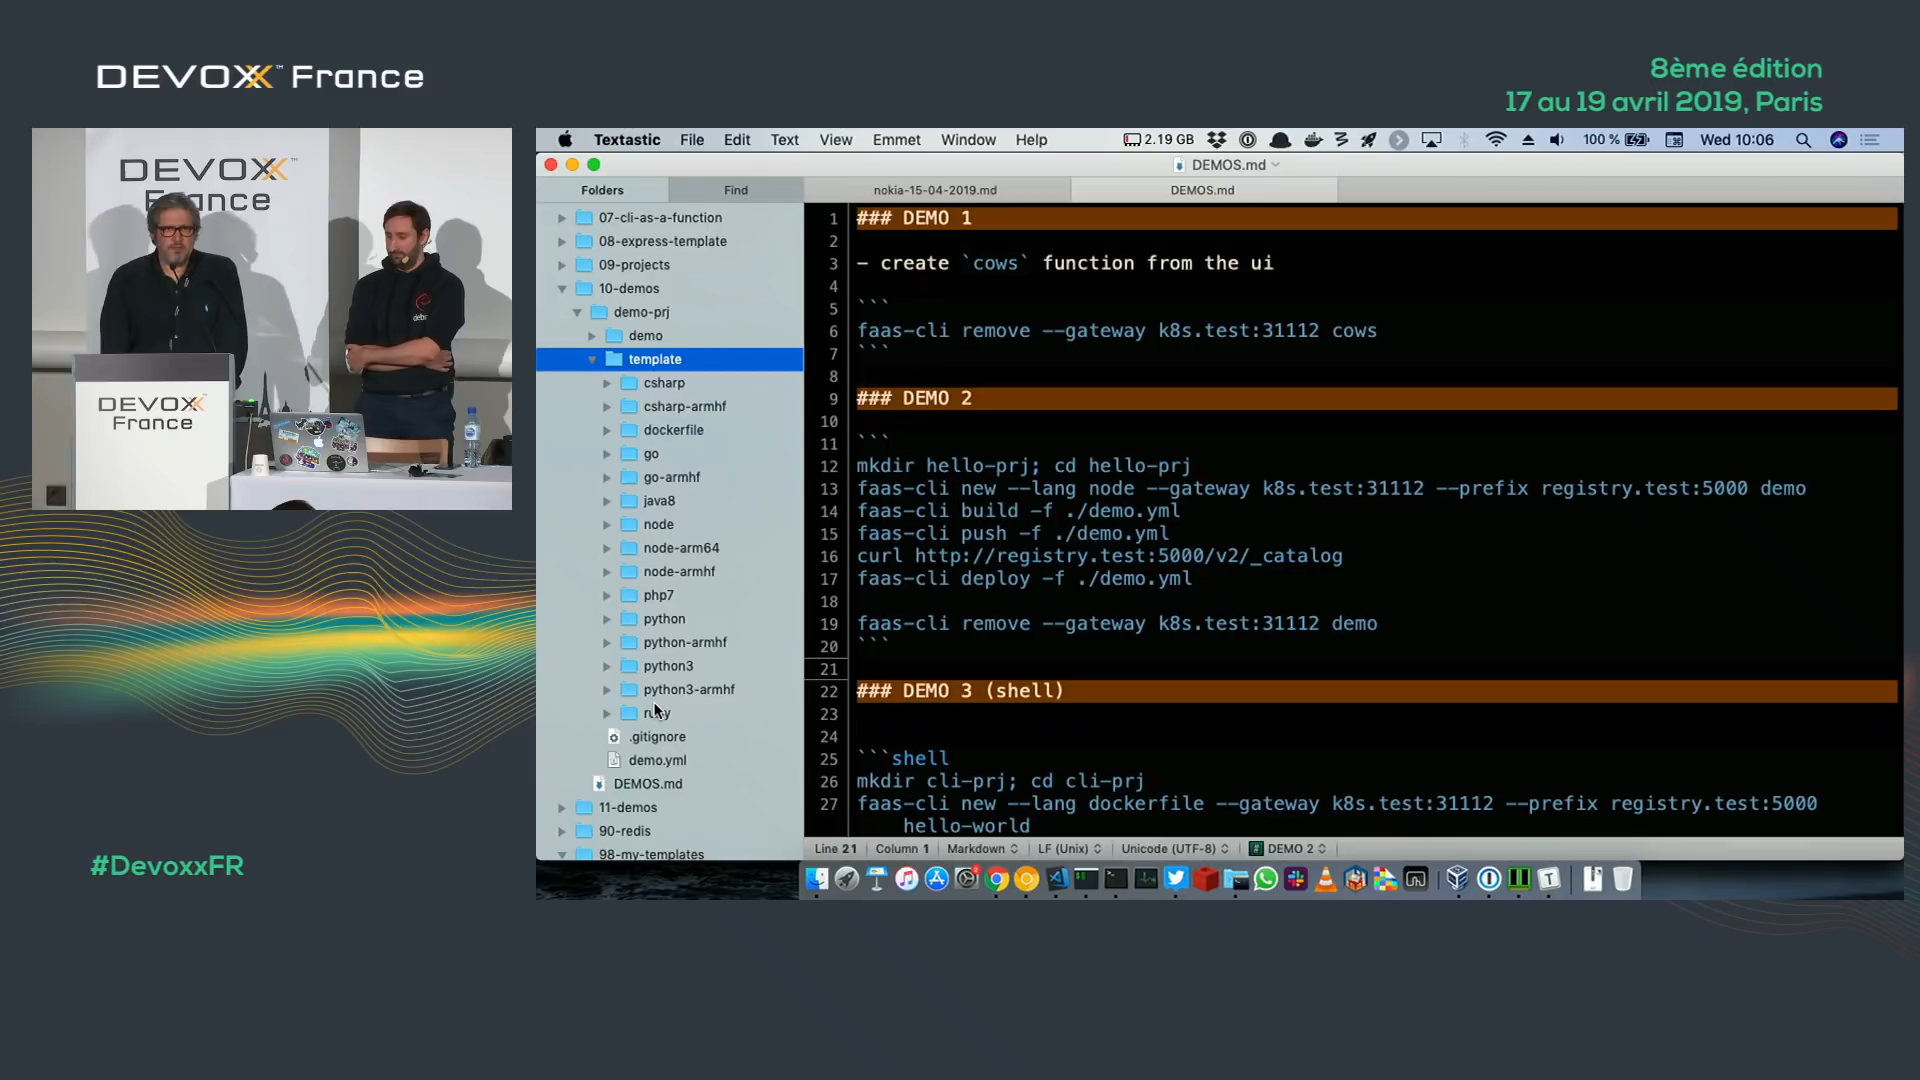 DEVOXX™ France
8ème édition
17 au 19 avril 2019, Paris
DEVOXX™
France
debian
DEVOXX™
France
#DevoxxFR
Textastic File Edit Text View Emmet Window Help 2.19 GB 100 % Wed 10:06
DEMOS.md
Folders Find nokia-15-04-2019.md DEMOS.md
07-cli-as-a-function
08-express-template
09-projects
10-demos
demo-prj
demo
template
csharp
csharp-armhf
dockerfile
go
go-armhf
java8
node
node-arm64
node-armhf
php7
python
python-armhf
python3
python3-armhf
ruby
.gitignore
demo.yml
DEMOS.md
11-demos
90-redis
98-my-templates
1 ### DEMO 1
2
3 - create `cows` function from the ui
4
5 ```
6 faas-cli remove --gateway k8s.test:31112 cows
7 ```
8
9 ### DEMO 2
10
11 ```
12 mkdir hello-prj; cd hello-prj
13 faas-cli new --lang node --gateway k8s.test:31112 --prefix registry.test:5000 demo
14 faas-cli build -f ./demo.yml
15 faas-cli push -f ./demo.yml
16 curl http://registry.test:5000/v2/_catalog
17 faas-cli deploy -f ./demo.yml
18
19 faas-cli remove --gateway k8s.test:31112 demo
20 ```
21
22 ### DEMO 3 (shell)
23
24
25 ```shell
26 mkdir cli-prj; cd cli-prj
27 faas-cli new --lang dockerfile --gateway k8s.test:31112 --prefix registry.test:5000
hello-world
Line 21 Column 1 Markdown LF (Unix) Unicode (UTF-8) # DEMO 2